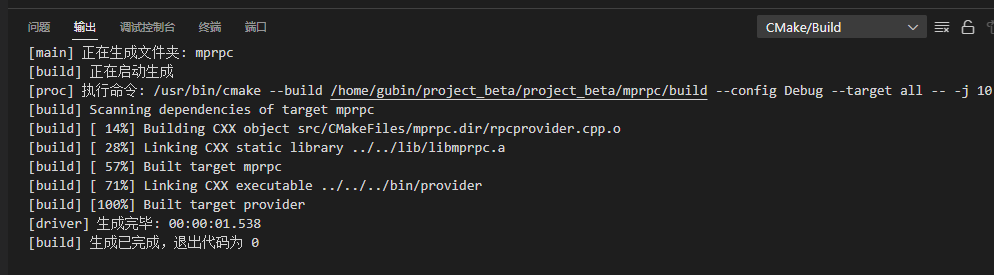 问题 输出 调试控制台 终端 端口 CMake/Build
[main] 正在生成文件夹: mprpc
[build] 正在启动生成
[proc] 执行命令: /usr/bin/cmake --build /home/gubin/project_beta/project_beta/mprpc/build --config Debug --target all -- -j 10
[build] Scanning dependencies of target mprpc
[build] [ 14%] Building CXX object src/CMakeFiles/mprpc.dir/rpcprovider.cpp.o
[build] [ 28%] Linking CXX static library ../../lib/libmprpc.a
[build] [ 57%] Built target mprpc
[build] [ 71%] Linking CXX executable ../../../bin/provider
[build] [100%] Built target provider
[driver] 生成完毕: 00:00:01.538
[build] 生成已完成，退出代码为 0